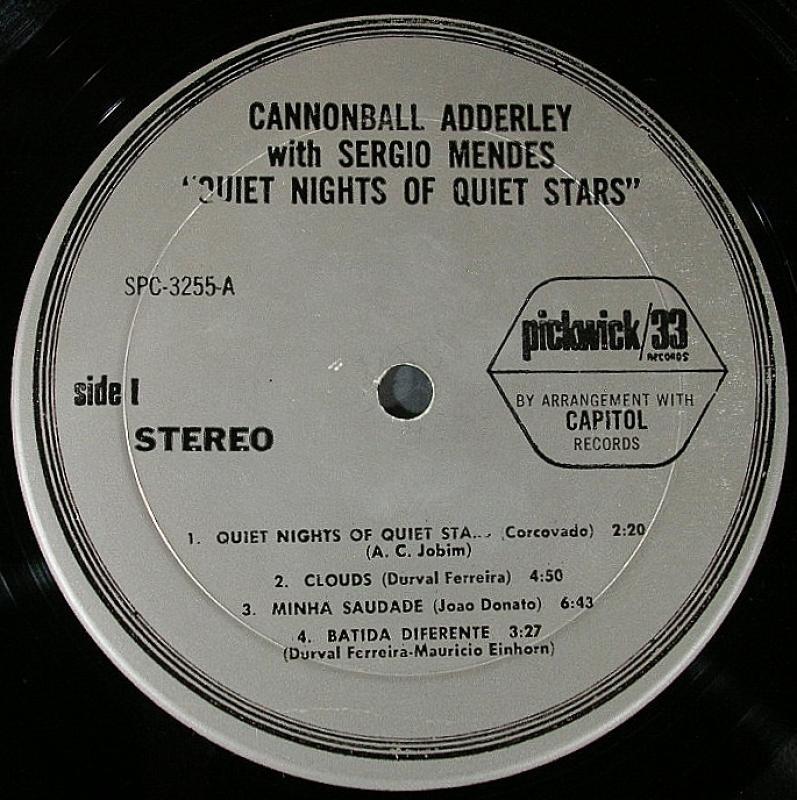 CANNONBALL ADDERLEY
with SERGIO MENDES
"QUIET NIGHTS OF QUIET STARS"
SPC-3255-A
pickwick/33
RECORDS
BY ARRANGEMENT WITH
CAPITOL
RECORDS
side 1
STEREO
1. QUIET NIGHTS OF QUIET (Corcovado) 2:20
(A. C. Jobim)
2. CLOUDS (Durval Ferreira) 4:50
3. MINHA SAUDADE (Joao Donato) 6:43
4. BATIDA DIFERENTE 3:27
(Durval Ferreira-Mauricio Einhorn)